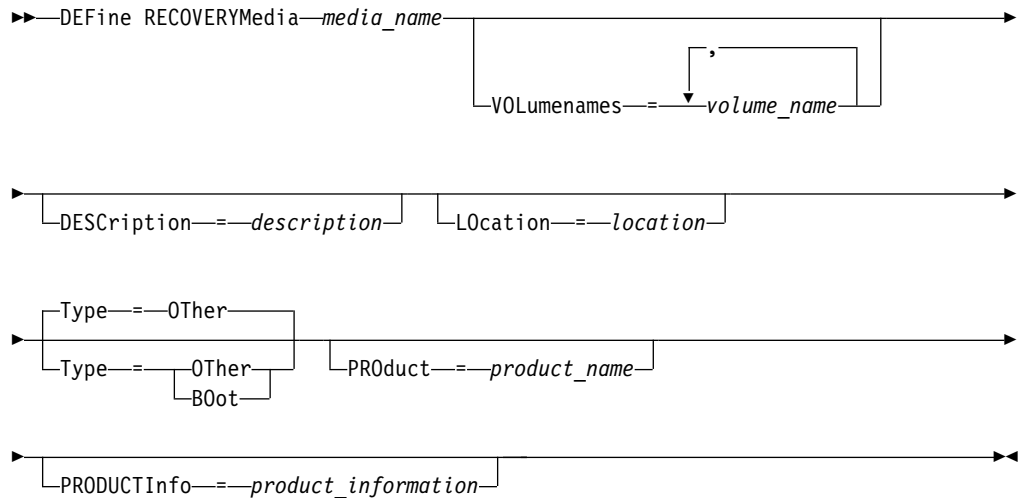 DEFine RECOVERYMedia media_name
,
VOLumenames = volume_name
DESCription = description LOcation = location
Type = OTher
Type = OTher PROduct = product_name
BOot
PRODUCTInfo = product_information